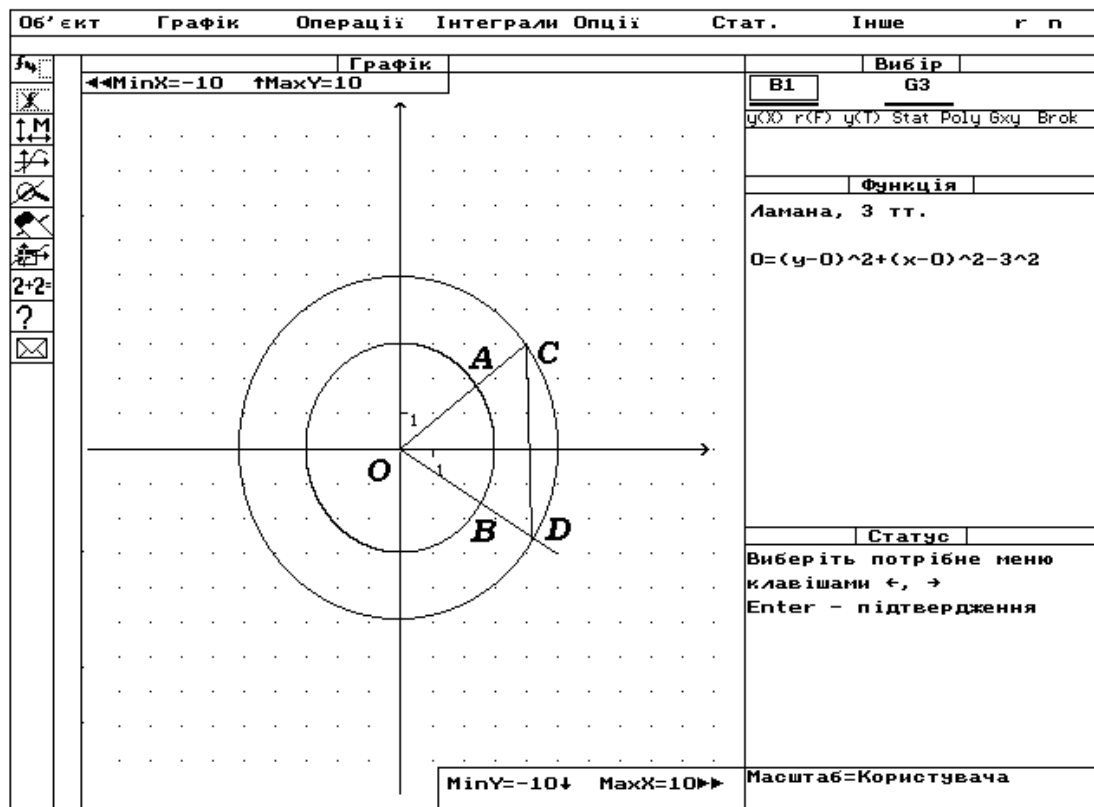 Об’єкт Графік Операції Інтеграли Опції Стат. Інше r n
Графік
◄◄MinX=-10 ↑MaxY=10
Вибір
B1 G3
y(X) r(F) y(T) Stat Poly Gxy Brok
Функція
Ламана, 3 тт.
0=(y-0)^2+(x-0)^2-3^2
M
2+2=
?
A C
1
O 1
B D
Статус
Виберіть потрібне меню
клавішами ←, →
Enter - підтвердження
MinY=-10↓ MaxX=10►►
Масштаб=Користувача